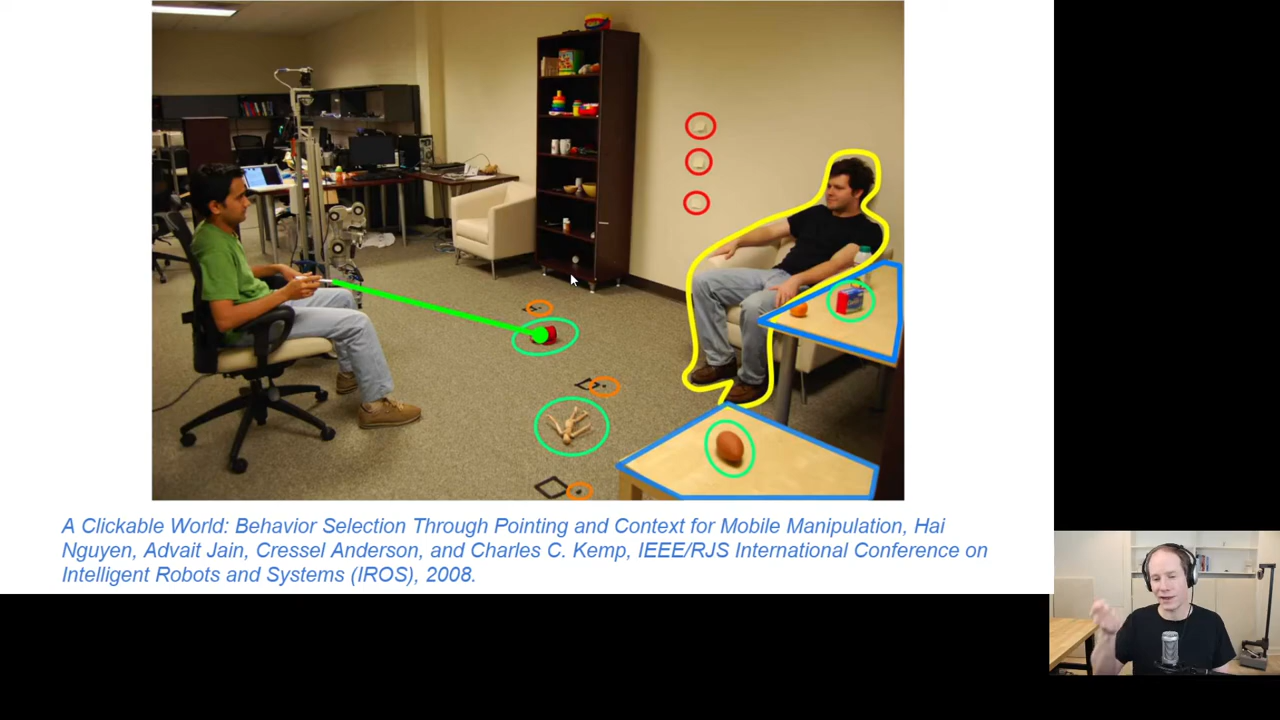 A Clickable World: Behavior Selection Through Pointing and Context for Mobile Manipulation, Hai
Nguyen, Advait Jain, Cressel Anderson, and Charles C. Kemp, IEEE/RJS International Conference on
Intelligent Robots and Systems (IROS), 2008.